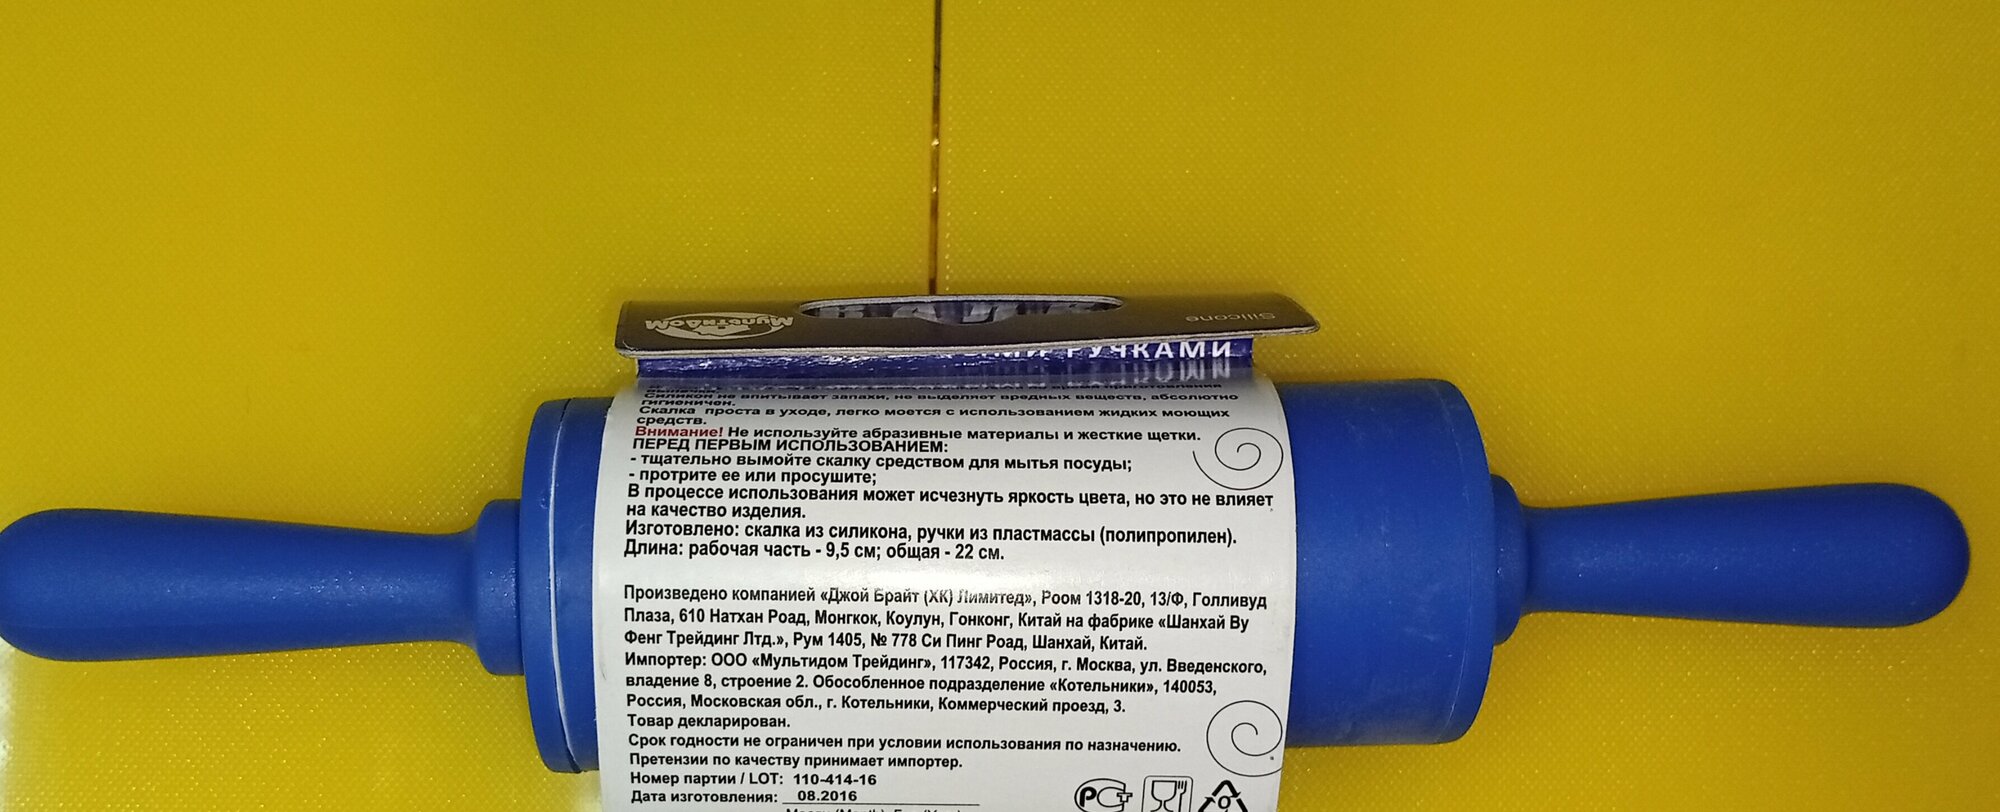 МультиДом
Silicone
РУЧКАМИ
Силикон не впитывает запахи, не выделяет вредных веществ, абсолютно
гигиеничен.
Скалка проста в уходе, легко моется с использованием жидких моющих
средств.
Внимание! Не используйте абразивные материалы и жесткие щетки.
ПЕРЕД ПЕРВЫМ ИСПОЛЬЗОВАНИЕМ:
- тщательно вымойте скалку средством для мытья посуды;
- протрите ее или просушите;
В процессе использования может исчезнуть яркость цвета, но это не влияет
на качество изделия.
Изготовлено: скалка из силикона, ручки из пластмассы (полипропилен).
Длина: рабочая часть - 9,5 см; общая - 22 см.
Произведено компанией «Джой Брайт (ХК) Лимитед», Роом 1318-20, 13/Ф, Голливуд
Плаза, 610 Натхан Роад, Монгкок, Коулун, Гонконг, Китай на фабрике «Шанхай Ву
Фенг Трейдинг Лтд.», Рум 1405, № 778 Си Пинг Роад, Шанхай, Китай.
Импортер: ООО «Мультидом Трейдинг», 117342, Россия, г. Москва, ул. Введенского,
владение 8, строение 2. Обособленное подразделение «Котельники», 140053,
Россия, Московская обл., г. Котельники, Коммерческий проезд, 3.
Товар декларирован.
Срок годности не ограничен при условии использования по назначению.
Претензии по качеству принимает импортер.
Номер партии / LOT: 110-414-16
Дата изготовления: 08.2016